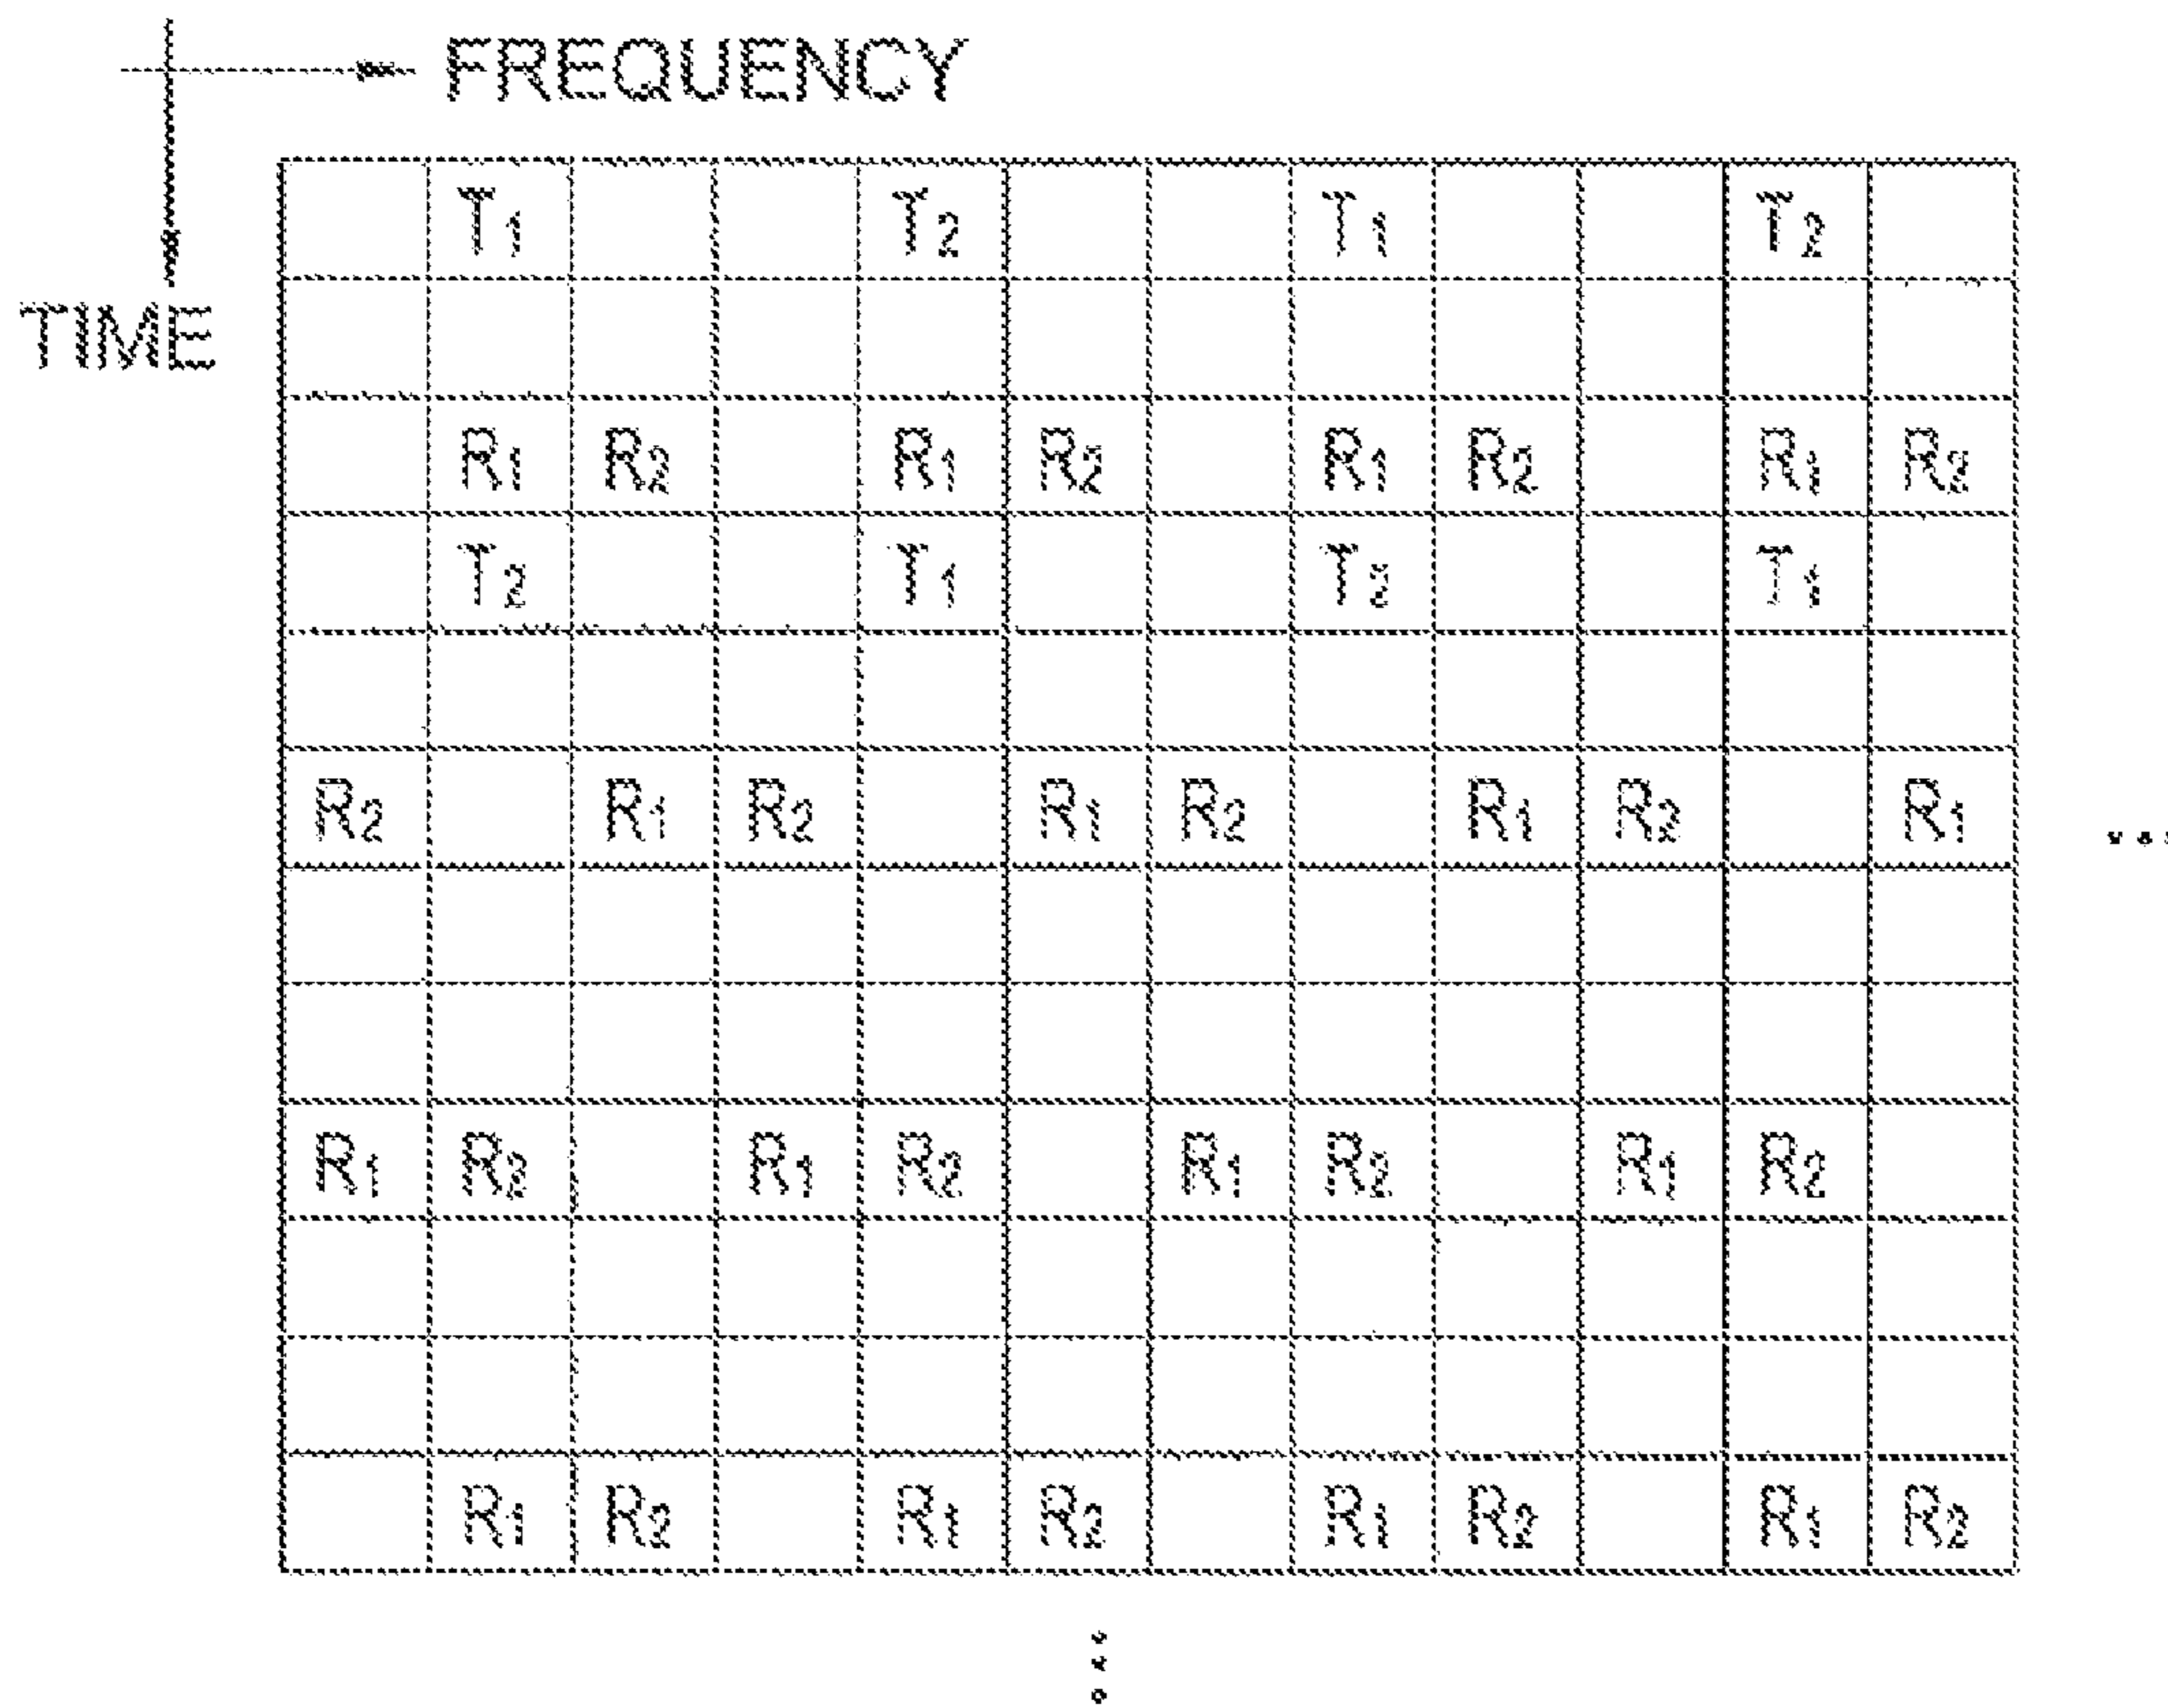 FREQUENCY
TIME
T1 T2 T1 T2
R1 R2 R1 R2 R1 R2 R1 R2
T2 T1 T2 T1
R2 R1 R2 R1 R2 R1 R2 R1
...
R1 R2 R1 R2 R1 R2 R1 R2
R1 R2 R1 R2 R1 R2 R1 R2